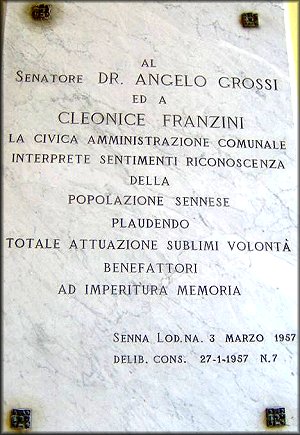 AL
SENATORE DR. ANGELO GROSSI
ED A
CLEONICE FRANZINI
LA CIVICA AMMINISTRAZIONE COMUNALE
INTERPRETE SENTIMENTI RICONOSCENZA
DELLA
POPOLAZIONE SENNESE
PLAUDENDO
TOTALE ATTUAZIONE SUBLIMI VOLONTÀ
BENEFATTORI
AD IMPERITURA MEMORIA
SENNA LOD.NA. 3 MARZO 1957
DELIB. CONS. 27-1-1957 N.7